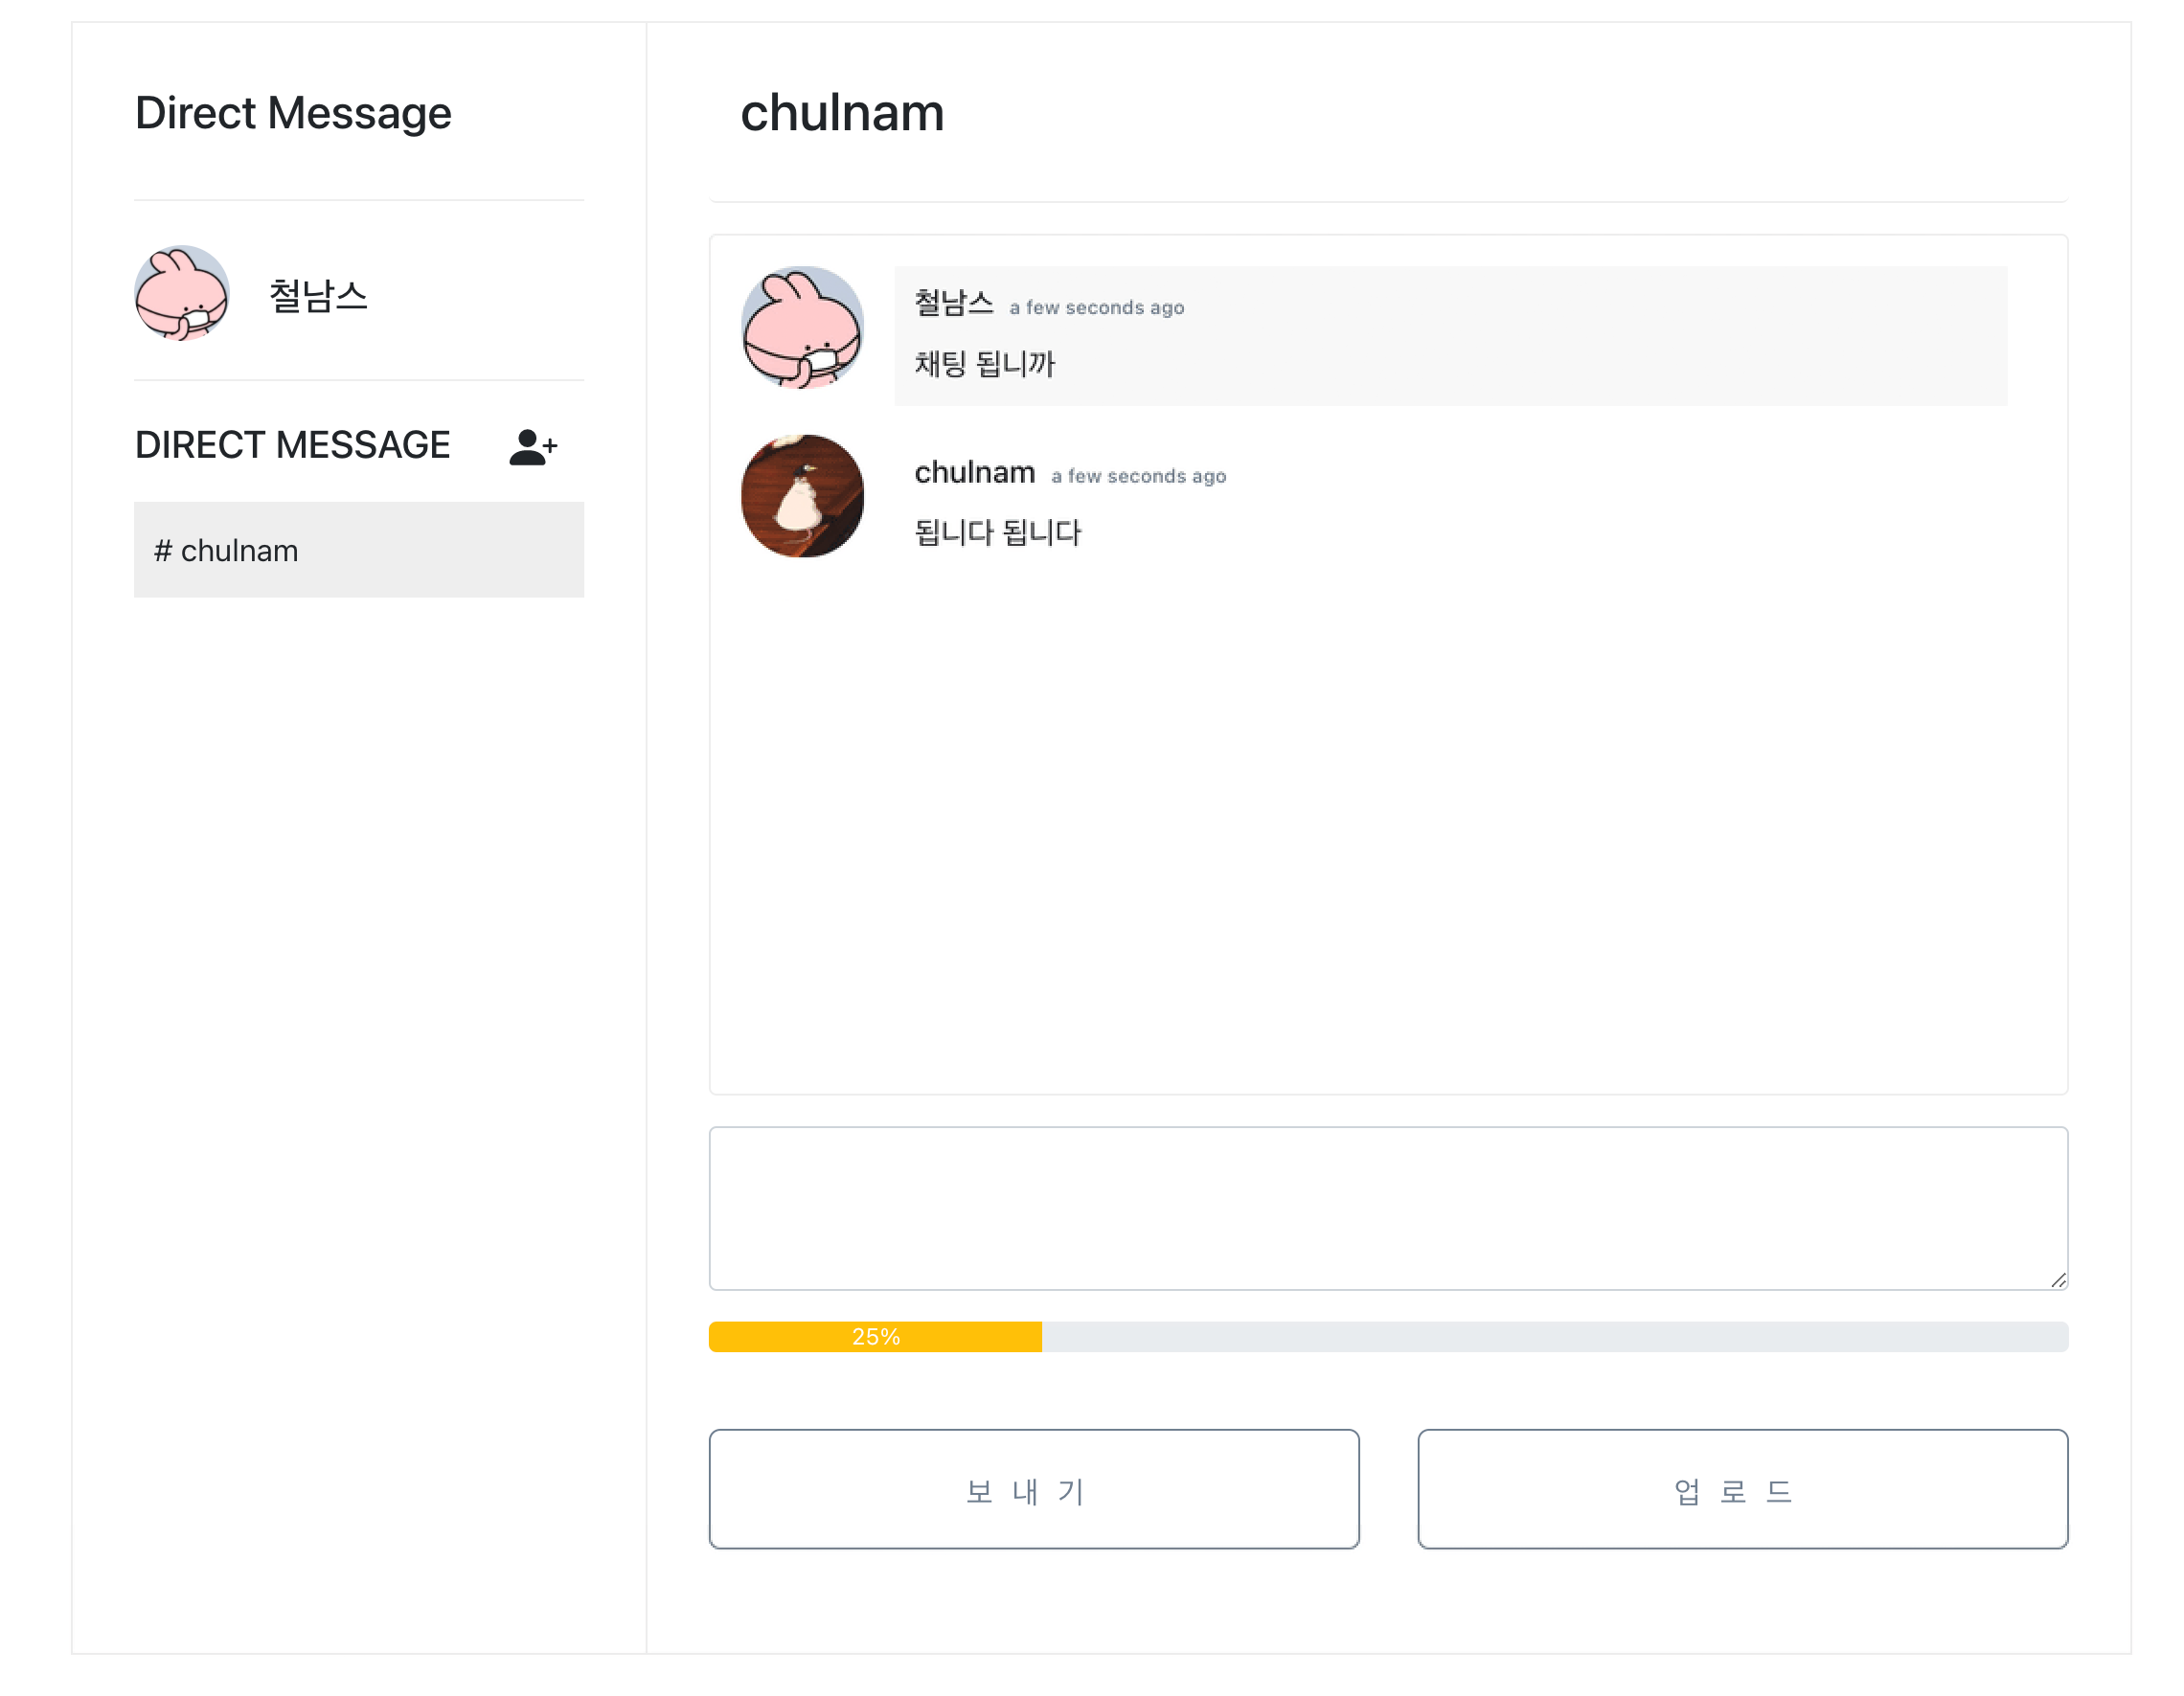 Direct Message
철남스
DIRECT MESSAGE
# chulnam
chulnam
철남스 a few seconds ago
채팅 됩니까
chulnam a few seconds ago
됩니다 됩니다
25%
보내기
업로드